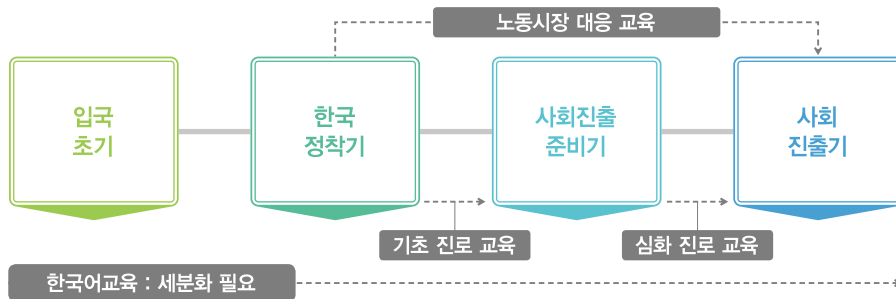 노동시장 대응 교육
입국
초기
한국
정착기
사회진출
준비기
사회
진출기
기초 진로 교육
심화 진로 교육
한국어교육 : 세분화 필요